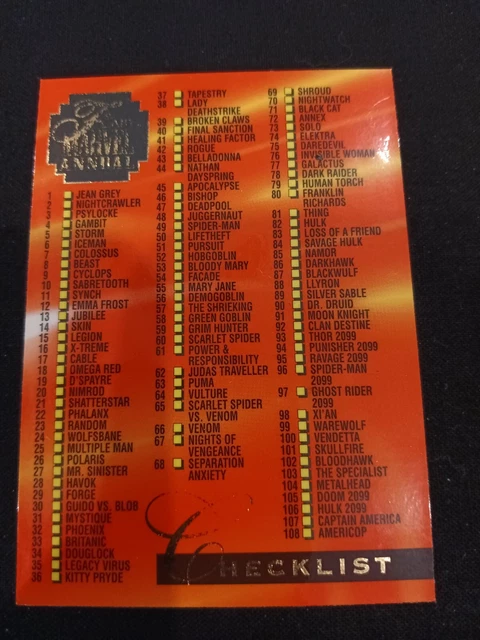 Flair
MARVEL
ANNUAL
1 JEAN GREY
2 NIGHTCRAWLER
3 PSYLOCKE
4 GAMBIT
5 STORM
6 ICEMAN
7 COLOSSUS
8 BEAST
9 CYCLOPS
10 SABRETOOTH
11 SYNCH
12 EMMA FROST
13 JUBILEE
14 SKIN
15 LEGION
16 X-TREME
17 CABLE
18 OMEGA RED
19 D'SPAYRE
20 NIMROD
21 SHATTERSTAR
22 PHALANX
23 RANDOM
24 WOLFSBANE
25 MULTIPLE MAN
26 POLARIS
27 MR. SINISTER
28 HAVOK
29 FORGE
30 GUIDO VS. BLOB
31 MYSTIQUE
32 PHOENIX
33 BRITANIC
34 DOUGLOCK
35 LEGACY VIRUS
36 KITTY PRYDE
37 TAPESTRY
38 LADY
DEATHSTRIKE
39 BROKEN CLAWS
40 FINAL SANCTION
41 HEALING FACTOR
42 ROGUE
43 BELLADONNA
44 NATHAN
DAYSPRING
45 APOCALYPSE
46 BISHOP
47 DEADPOOL
48 JUGGERNAUT
49 SPIDER-MAN
50 LIFETHEFT
51 PURSUIT
52 HOBGOBLIN
53 BLOODY MARY
54 FACADE
55 MARY JANE
56 DEMOGOBLIN
57 THE SHRIEKING
58 GREEN GOBLIN
59 GRIM HUNTER
60 SCARLET SPIDER
61 POWER &
RESPONSIBILITY
62 JUDAS TRAVELLER
63 PUMA
64 VULTURE
65 SCARLET SPIDER
VS. VENOM
66 VENOM
67 NIGHTS OF
VENGEANCE
68 SEPARATION
ANXIETY
69 SHROUD
70 NIGHTWATCH
71 BLACK CAT
72 ANNEX
73 SOLO
74 ELEKTRA
75 DAREDEVIL
76 INVISIBLE WOMAN
77 GALACTUS
78 DARK RAIDER
79 HUMAN TORCH
80 FRANKLIN
RICHARDS
81 THING
82 HULK
83 LOSS OF A FRIEND
84 SAVAGE HULK
85 NAMOR
86 DARKHAWK
87 BLACKWULF
88 LLYRON
89 SILVER SABLE
90 DR. DRUID
91 MOON KNIGHT
92 CLAN DESTINE
93 THOR 2099
94 PUNISHER 2099
95 RAVAGE 2099
96 SPIDER-MAN
2099
97 GHOST RIDER
2099
98 XI'AN
99 WAREWOLF
100 VENDETTA
101 SKULLFIRE
102 BLOODHAWK
103 THE SPECIALIST
104 METALHEAD
105 DOOM 2099
106 HULK 2099
107 CAPTAIN AMERICA
108 AMERICOP
CHECKLIST